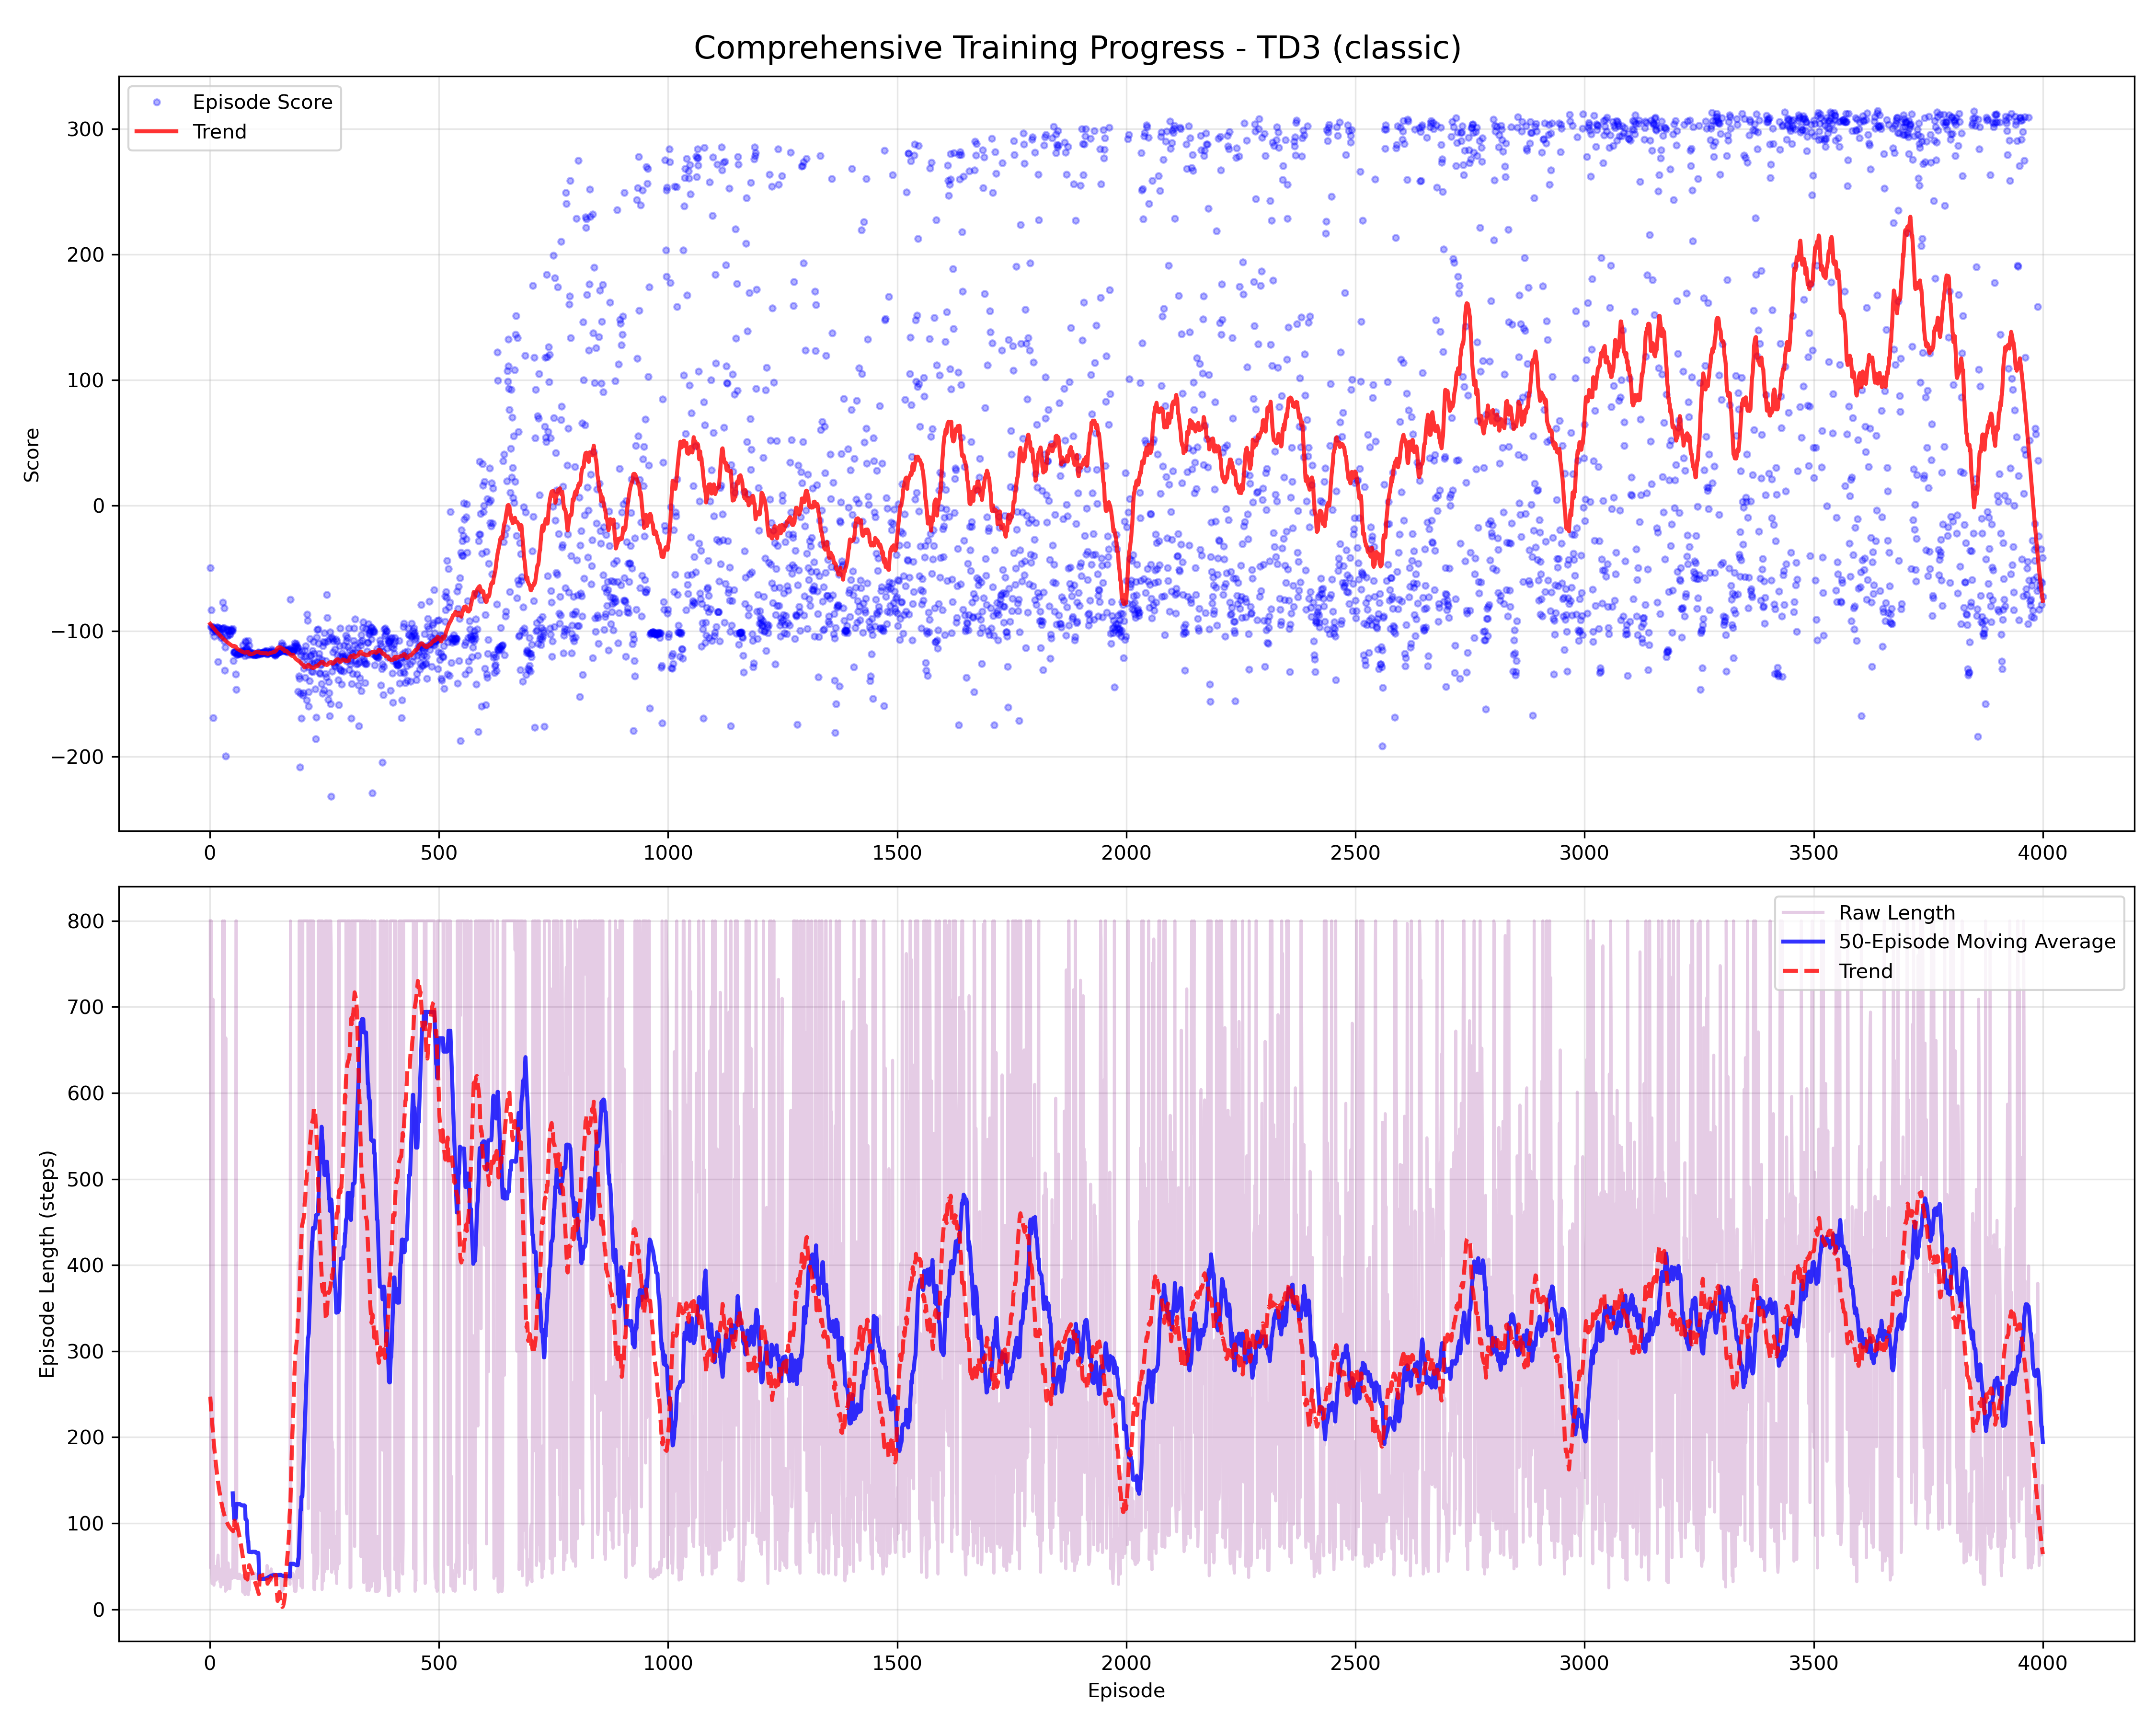 Comprehensive Training Progress - TD3 (classic)
Episode Score
Trend
300
200
100
0
−100
−200
Score
0 500 1000 1500 2000 2500 3000 3500 4000
Raw Length
50-Episode Moving Average
Trend
800
700
600
500
400
300
200
100
0
Episode Length (steps)
0 500 1000 1500 2000 2500 3000 3500 4000
Episode